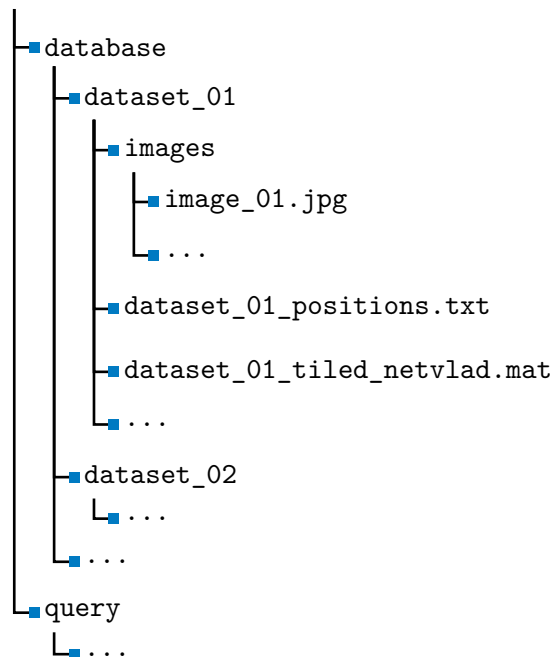 database
dataset_01
images
image_01.jpg
...
dataset_01_positions.txt
dataset_01_tiled_netvlad.mat
...
dataset_02
...
...
query
...